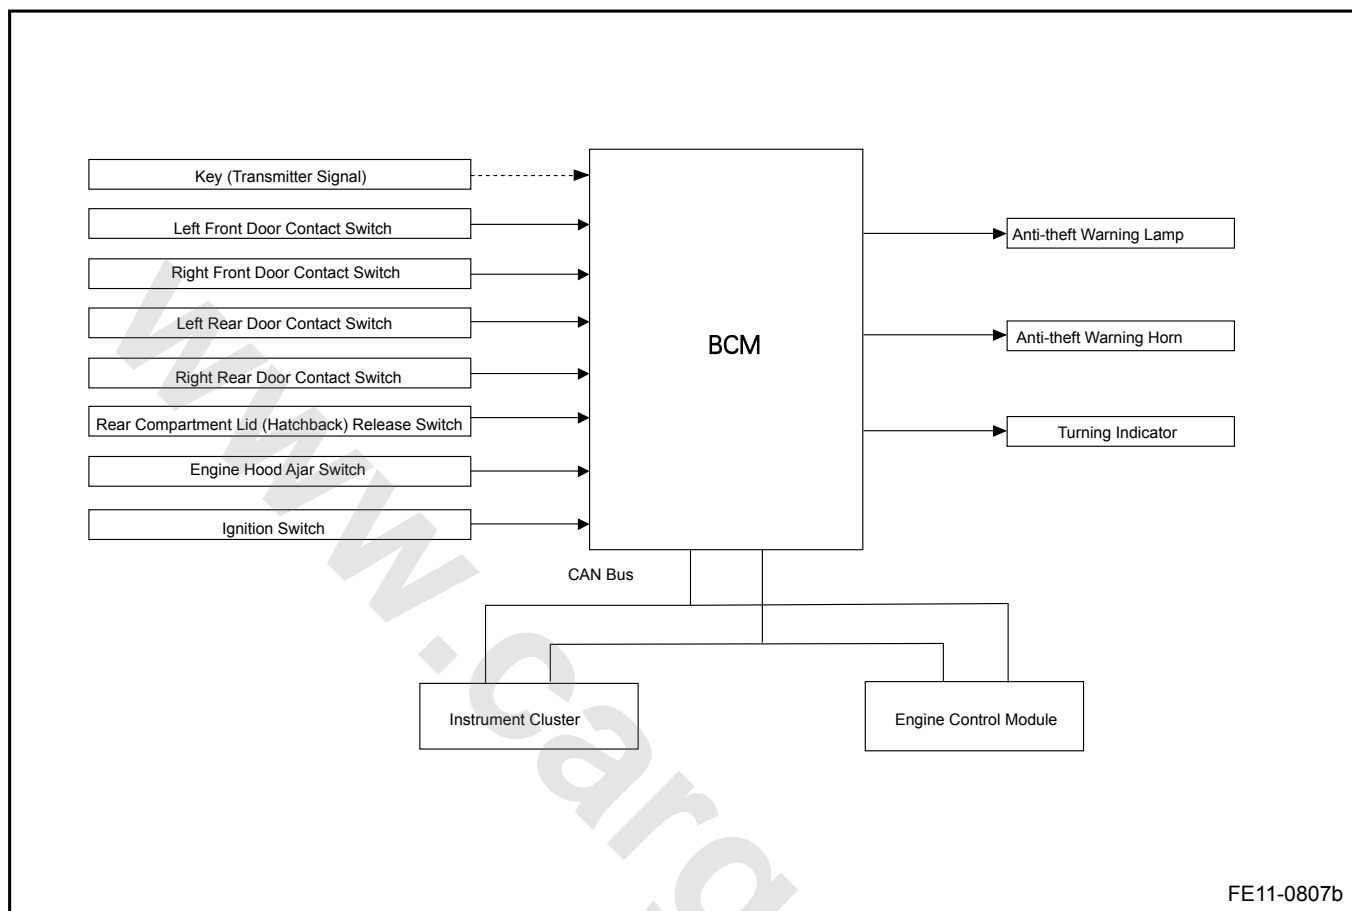 Key (Transmitter Signal)
Left Front Door Contact Switch
Right Front Door Contact Switch
Left Rear Door Contact Switch
Right Rear Door Contact Switch
Rear Compartment Lid (Hatchback) Release Switch
Engine Hood Ajar Switch
Ignition Switch
BCM
Anti-theft Warning Lamp
Anti-theft Warning Horn
Turning Indicator
CAN Bus
Instrument Cluster
Engine Control Module
www.carg
FE11-0807b